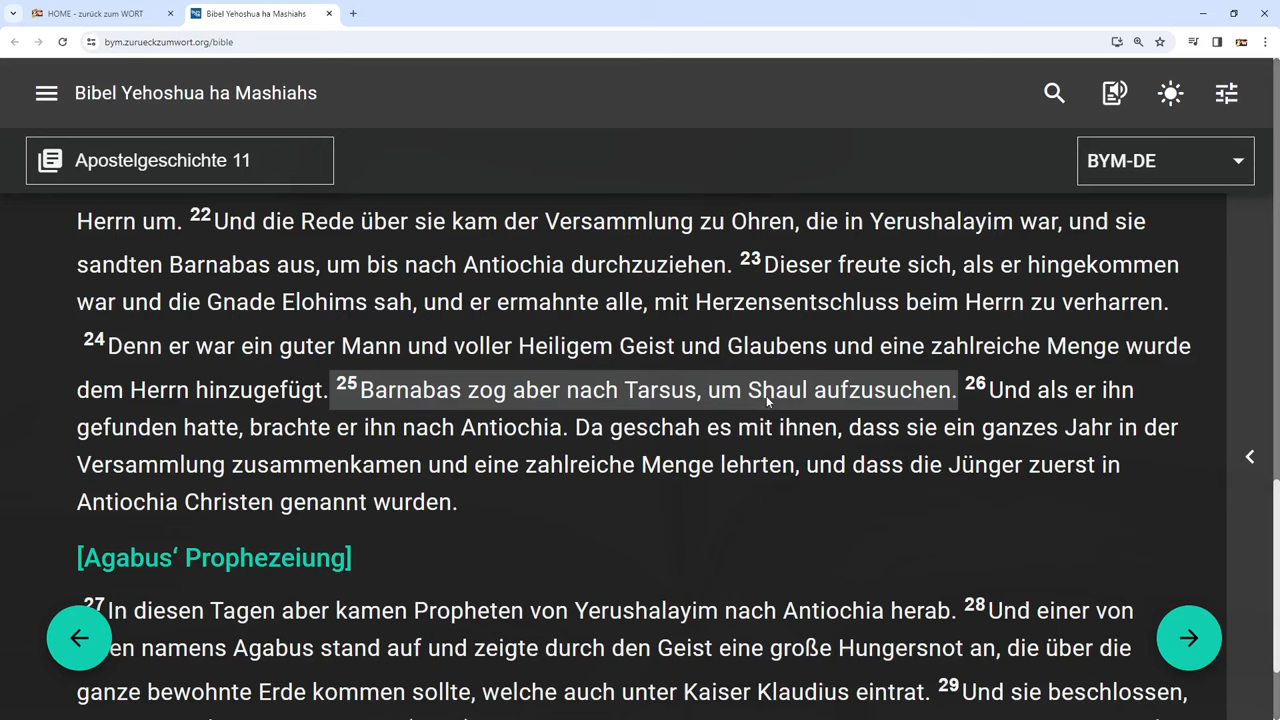 HOME - zurück zum WORT
Bibel Yehoshua ha Mashiahs
bym.zurueckzumwort.org/bible
Bibel Yehoshua ha Mashiahs
Apostelgeschichte 11
BYM-DE
Herrn um. 22 Und die Rede über sie kam der Versammlung zu Ohren, die in Yerushalayim war, und sie
sandten Barnabas aus, um bis nach Antiochia durchzuziehen. 23 Dieser freute sich, als er hingekommen
war und die Gnade Elohims sah, und er ermahnte alle, mit Herzensentschluss beim Herrn zu verharren.
24 Denn er war ein guter Mann und voller Heiligem Geist und Glaubens und eine zahlreiche Menge wurde
dem Herrn hinzugefügt. 25 Barnabas zog aber nach Tarsus, um Shaul aufzusuchen. 26 Und als er ihn
gefunden hatte, brachte er ihn nach Antiochia. Da geschah es mit ihnen, dass sie ein ganzes Jahr in der
Versammlung zusammenkamen und eine zahlreiche Menge lehrten, und dass die Jünger zuerst in
Antiochia Christen genannt wurden.
[Agabus‘ Prophezeiung]
27 In diesen Tagen aber kamen Propheten von Yerushalayim nach Antiochia herab. 28 Und einer von
namens Agabus stand auf und zeigte durch den Geist eine große Hungersnot an, die über die
ganze bewohnte Erde kommen sollte, welche auch unter Kaiser Klaudius eintrat. 29 Und sie beschlossen,